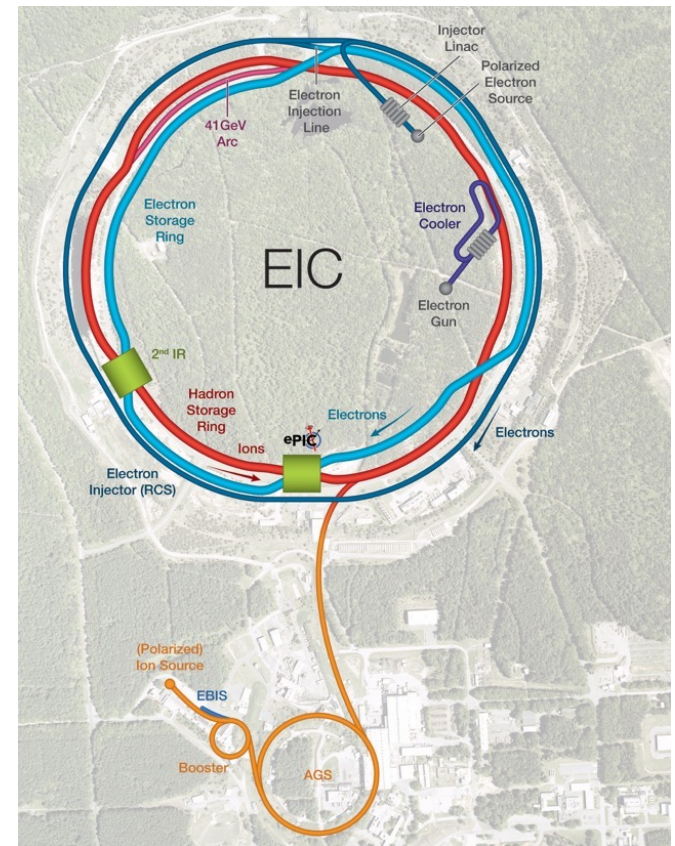 Injector
Linac
Polarized
Electron
Source
Electron
Injection
Line
41GeV
Arc
Electron
Storage
Ring
Electron
Cooler
EIC
Electron
Gun
2nd IR
Hadron
Storage
Ring
Electrons
ePIC
Ions
Electrons
Electron
Injector (RCS)
(Polarized)
Ion Source
EBIS
Booster
AGS